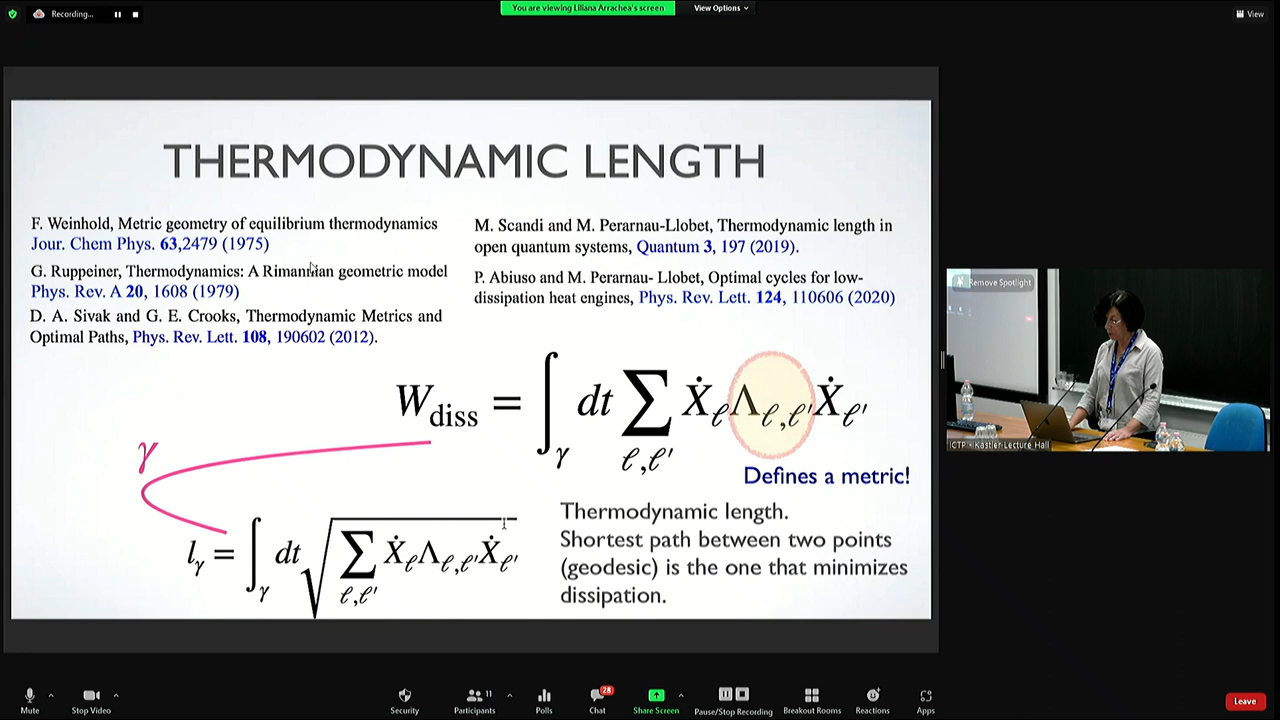 Recording...
You are viewing Liliana Arrachea's screen
View Options
View
THERMODYNAMIC LENGTH
F. Weinhold, Metric geometry of equilibrium thermodynamics
Jour. Chem Phys. 63,2479 (1975)
G. Ruppeiner, Thermodynamics: A Rimannian geometric model
Phys. Rev. A 20, 1608 (1979)
D. A. Sivak and G. E. Crooks, Thermodynamic Metrics and
Optimal Paths, Phys. Rev. Lett. 108, 190602 (2012).
M. Scandi and M. Perarnau-Llobet, Thermodynamic length in
open quantum systems, Quantum 3, 197 (2019).
P. Abiuso and M. Perarnau- Llobet, Optimal cycles for low-
dissipation heat engines, Phys. Rev. Lett. 124, 110606 (2020)
W_diss = ∫_γ dt ∑_{ℓ,ℓ'} Ẋ_ℓ Λ_{ℓ,ℓ'} Ẋ_ℓ'
Defines a metric!
γ
l_γ = ∫_γ dt √(∑_{ℓ,ℓ'} Ẋ_ℓ Λ_{ℓ,ℓ'} Ẋ_ℓ')
Thermodynamic length.
Shortest path between two points
(geodesic) is the one that minimizes
dissipation.
Remove Spotlight
ICTP - Kastler Lecture Hall
Mute
Stop Video
Security
11
Participants
Polls
28
Chat
Share Screen
Pause/Stop Recording
Breakout Rooms
Reactions
Apps
Leave